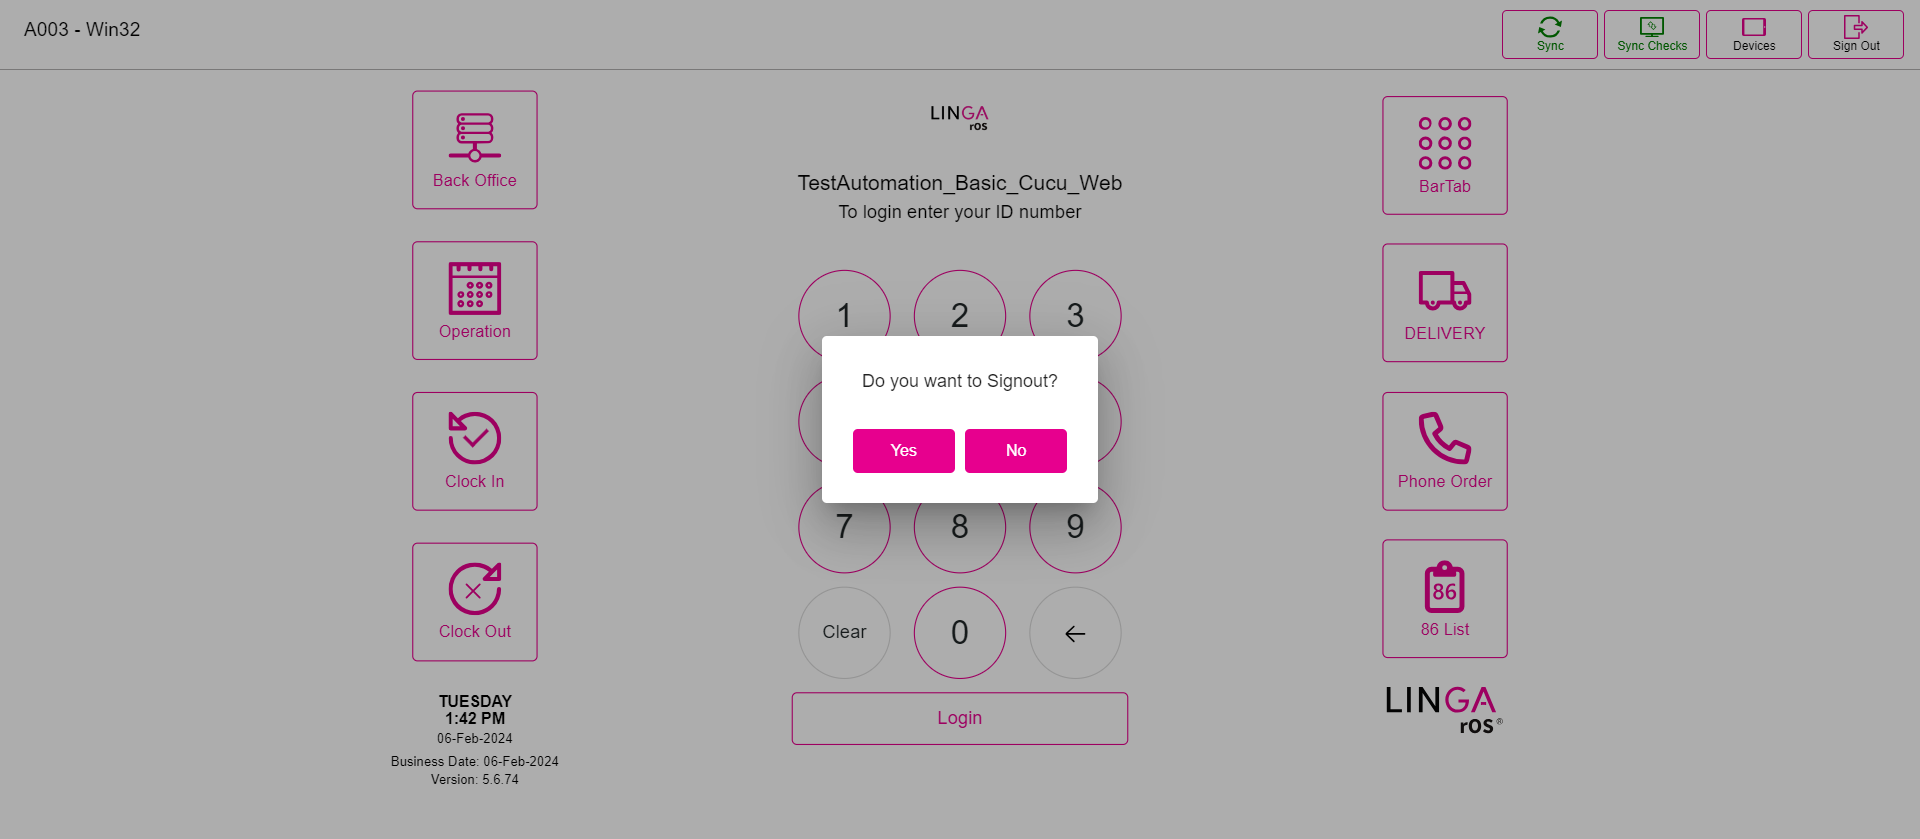 A003 - Win32
Sync
Sync Checks
Devices
Sign Out
LINGA
rOS
TestAutomation_Basic_Cucu_Web
To login enter your ID number
Back Office
Operation
Clock In
Clock Out
1
2
3
Do you want to Signout?
Yes
No
7
8
9
Clear
0
Login
BarTab
DELIVERY
Phone Order
86
86 List
TUESDAY
1:42 PM
06-Feb-2024
Business Date: 06-Feb-2024
Version: 5.6.74
LINGA
rOS®